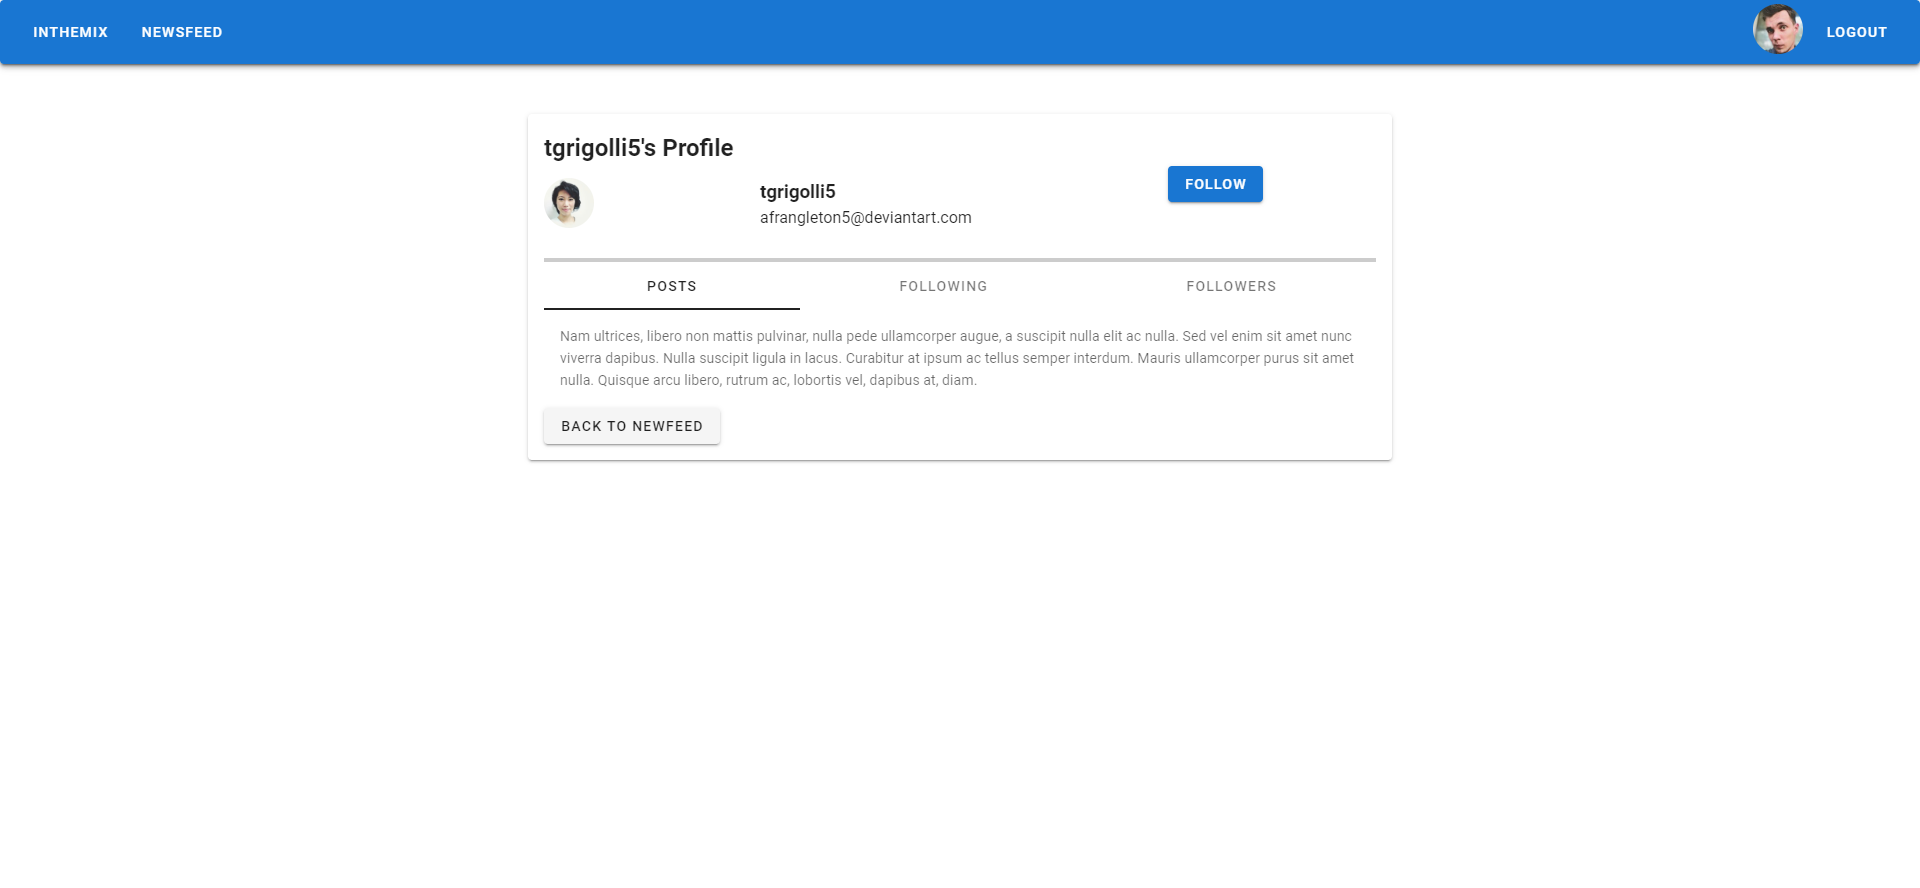 INTHEMIX NEWSFEED LOGOUT
tgrigolli5's Profile
tgrigolli5
afrangleton5@deviantart.com
FOLLOW
POSTS FOLLOWING FOLLOWERS
Nam ultrices, libero non mattis pulvinar, nulla pede ullamcorper augue, a suscipit nulla elit ac nulla. Sed vel enim sit amet nunc
viverra dapibus. Nulla suscipit ligula in lacus. Curabitur at ipsum ac tellus semper interdum. Mauris ullamcorper purus sit amet
nulla. Quisque arcu libero, rutrum ac, lobortis vel, dapibus at, diam.
BACK TO NEWFEED